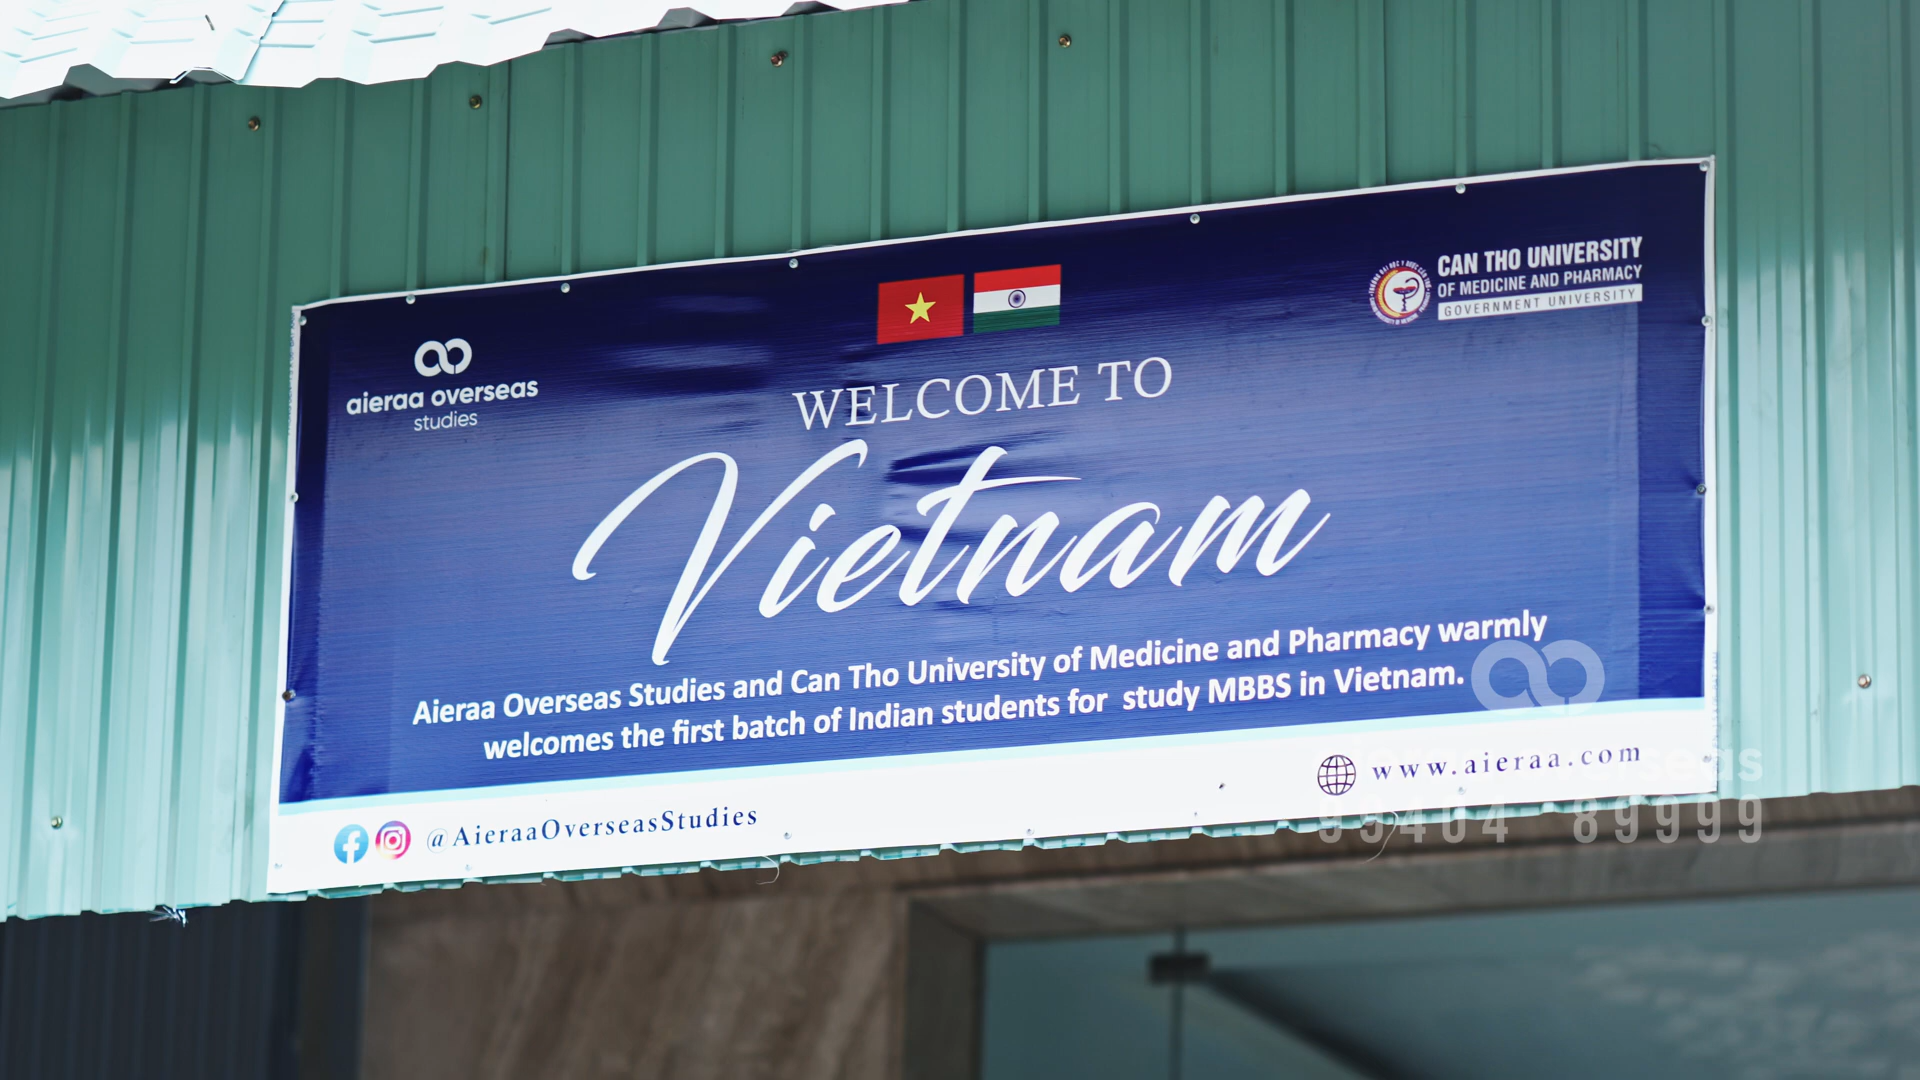 aieraa overseas
studies
CAN THO UNIVERSITY
OF MEDICINE AND PHARMACY
GOVERNMENT UNIVERSITY
WELCOME TO
Vietnam
Aieraa Overseas Studies and Can Tho University of Medicine and Pharmacy warmly
welcomes the first batch of Indian students for study MBBS in Vietnam.
@AieraaOverseasStudies
www.aieraa.com
99404 89999